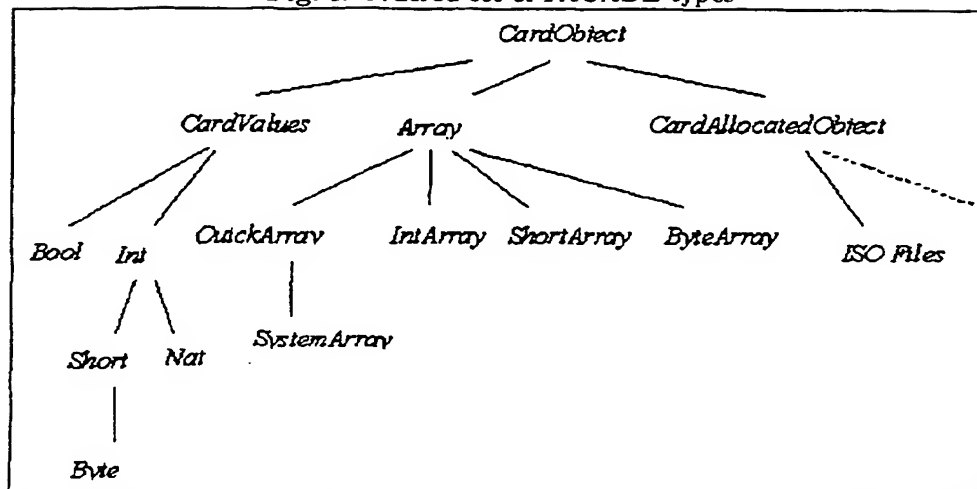 CardObject
CardValues Array CardAllocatedObject
Bool Int QuickArray IntArray ShortArray ByteArray ISO Files
Short Nat SystemArray
Byte